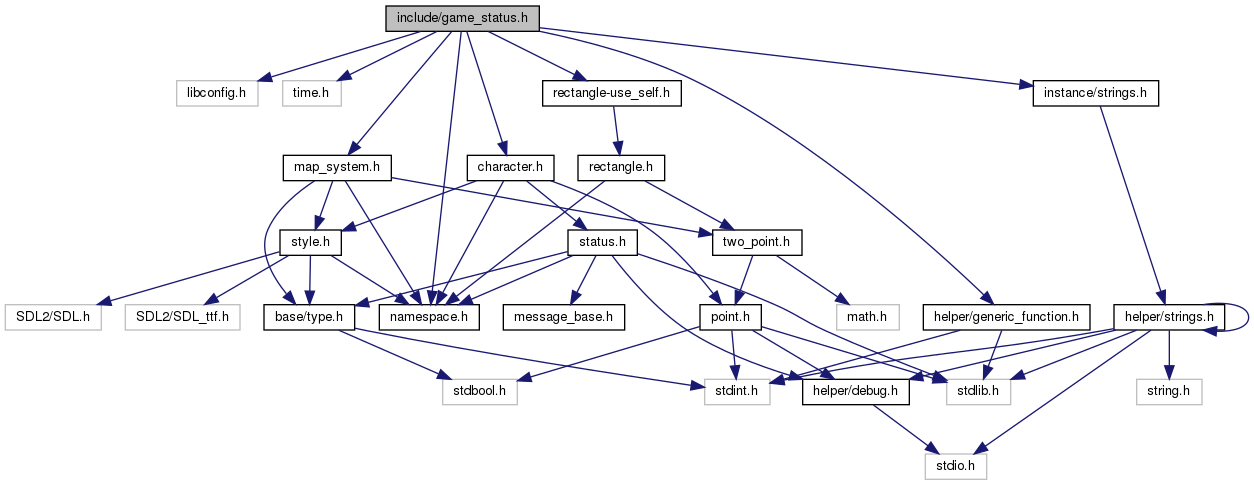 include/game_status.h
libconfig.h
time.h
rectangle-use_self.h
instance/strings.h
map_system.h
character.h
rectangle.h
style.h
status.h
two_point.h
SDL2/SDL.h
SDL2/SDL_ttf.h
base/type.h
namespace.h
message_base.h
point.h
math.h
helper/generic_function.h
helper/strings.h
stdbool.h
stdint.h
helper/debug.h
stdlib.h
string.h
stdio.h